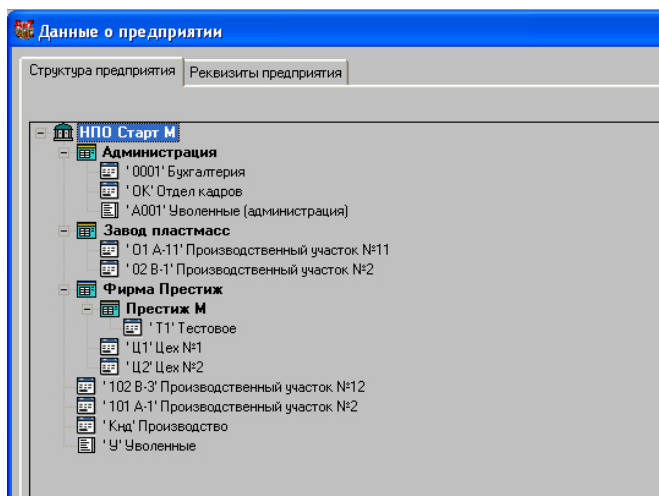 Данные о предприятии
Структура предприятия Реквизиты предприятия
НПО Старт М
Администрация
' 0001' Бухгалтерия
' ОК' Отдел кадров
' А001' Уволенные (администрация)
Завод пластмасс
' 01 А-11' Производственный участок №11
' 02 В-1' Производственный участок №2
Фирма Престиж
Престиж М
' Т1' Тестовое
' Ц1' Цех №1
' Ц2' Цех №2
' 102 В-3' Производственный участок №12
' 101 А-1' Производственный участок №2
' Кнд' Производство
' У' Уволенные